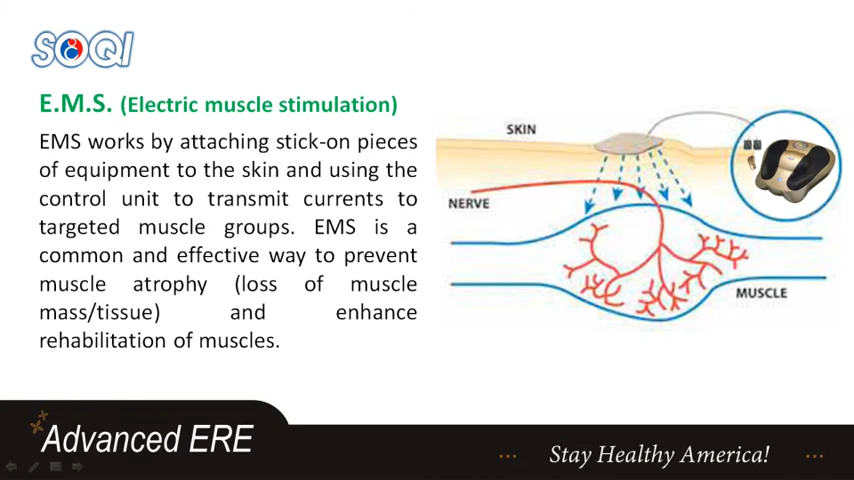 SOQI
E.M.S. (Electric muscle stimulation)
EMS works by attaching stick-on pieces
of equipment to the skin and using the
control unit to transmit currents to
targeted muscle groups. EMS is a
common and effective way to prevent
muscle atrophy (loss of muscle
mass/tissue) and enhance
rehabilitation of muscles.
SKIN
NERVE
MUSCLE
Advanced ERE
Stay Healthy America!